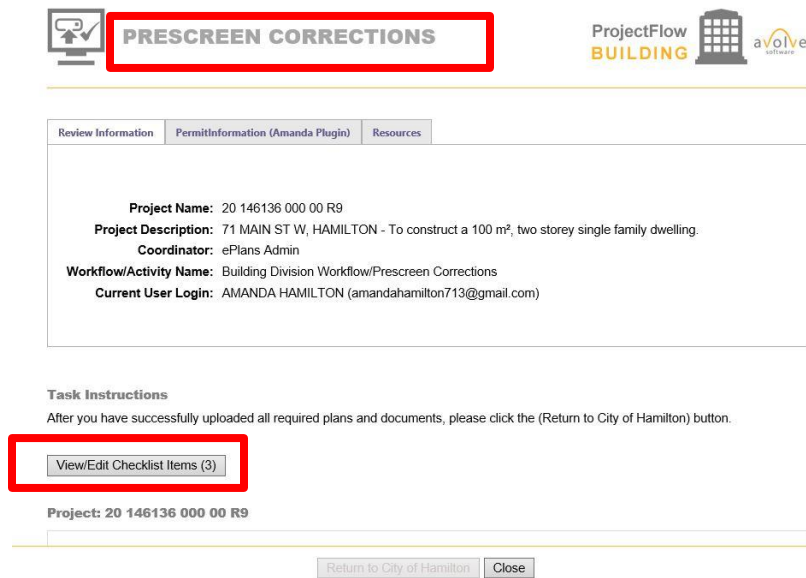 PRESCREEN CORRECTIONS
ProjectFlow
BUILDING
avolve
software
Review Information
PermitInformation (Amanda Plugin)
Resources
Project Name: 20 146136 000 00 R9
Project Description: 71 MAIN ST W, HAMILTON - To construct a 100 m², two storey single family dwelling.
Coordinator: ePlans Admin
Workflow/Activity Name: Building Division Workflow/Prescreen Corrections
Current User Login: AMANDA HAMILTON (amandahamilton713@gmail.com)
Task Instructions
After you have successfully uploaded all required plans and documents, please click the (Return to City of Hamilton) button.
View/Edit Checklist Items (3)
Project: 20 146136 000 00 R9
Return to City of Hamilton
Close